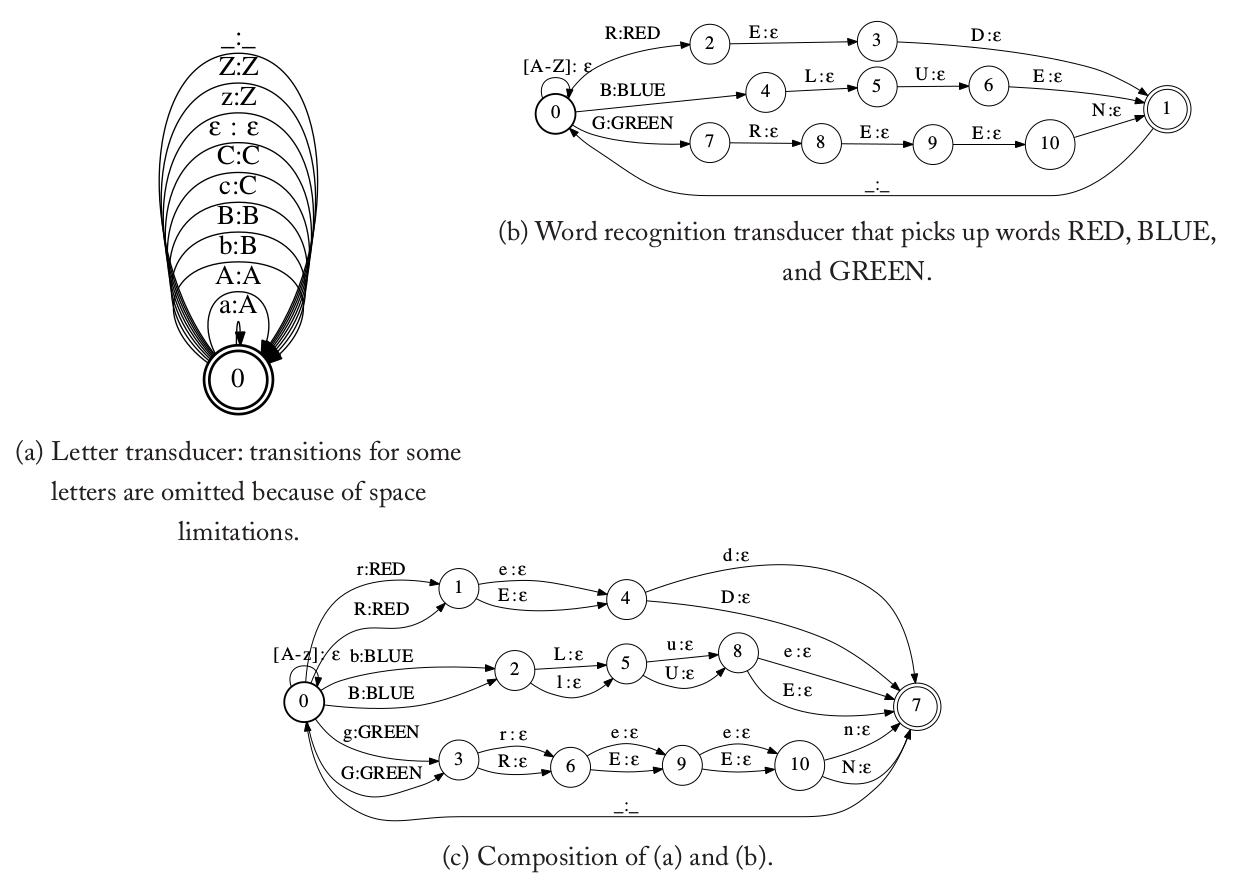 _:_
Z:Z
z:Z
ε : ε
C:C
c:C
B:B
b:B
A:A
a:A
0
(a) Letter transducer: transitions for some
letters are omitted because of space
limitations.
R:RED
2
E:ε
3
D:ε
[A-Z]: ε
0
B:BLUE
4
L:ε
5
U:ε
6
E:ε
1
G:GREEN
7
R:ε
8
E:ε
9
E:ε
10
N:ε
_:_
(b) Word recognition transducer that picks up words RED, BLUE,
and GREEN.
r:RED
R:RED
1
e:ε
E:ε
4
d:ε
D:ε
[A-z]: ε
0
b:BLUE
B:BLUE
2
L:ε
l:ε
5
u:ε
U:ε
8
e:ε
E:ε
7
g:GREEN
G:GREEN
3
r:ε
R:ε
6
e:ε
E:ε
9
e:ε
E:ε
10
n:ε
N:ε
_:_
(c) Composition of (a) and (b).